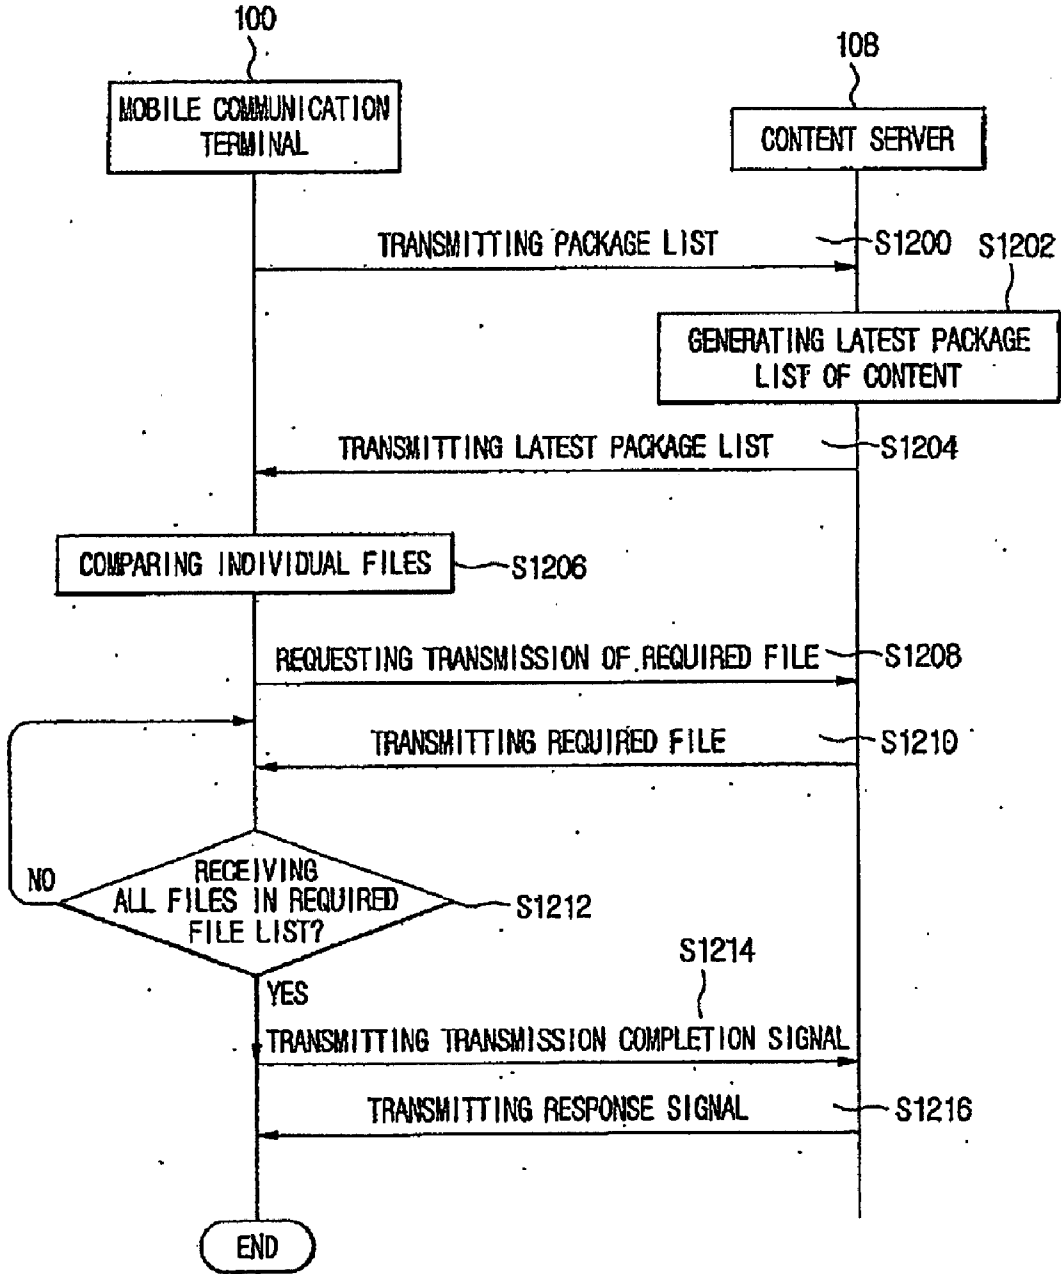 100
108
MOBILE COMMUNICATION
TERMINAL
CONTENT SERVER
TRANSMITTING PACKAGE LIST
S1200
S1202
GENERATING LATEST PACKAGE
LIST OF CONTENT
TRANSMITTING LATEST PACKAGE LIST
S1204
COMPARING INDIVIDUAL FILES
S1206
REQUESTING TRANSMISSION OF REQUIRED FILE
S1208
TRANSMITTING REQUIRED FILE
S1210
RECEIVING
ALL FILES IN REQUIRED
FILE LIST?
NO
S1212
YES
S1214
TRANSMITTING TRANSMISSION COMPLETION SIGNAL
TRANSMITTING RESPONSE SIGNAL
S1216
END